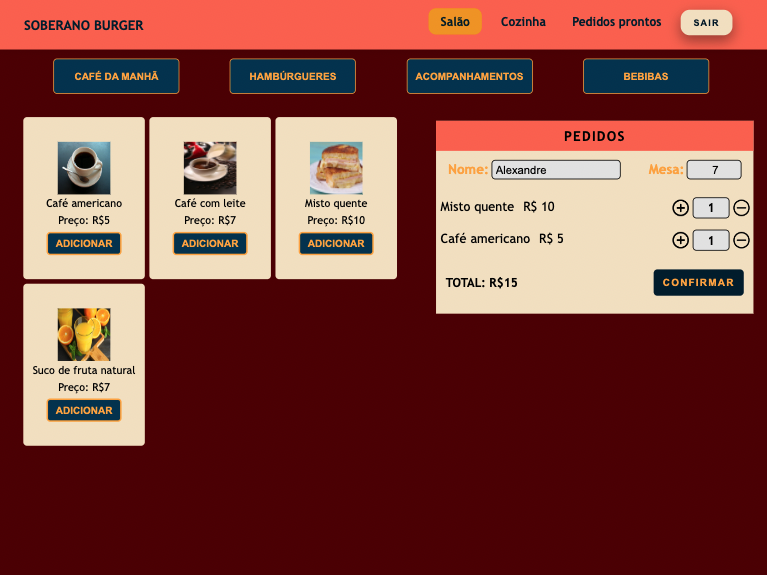 SOBERANO BURGER
Salão
Cozinha
Pedidos prontos
SAIR
CAFÉ DA MANHÃ
HAMBÚRGUERES
ACOMPANHAMENTOS
BEBIBAS
Café americano
Preço: R$5
ADICIONAR
Café com leite
Preço: R$7
ADICIONAR
Misto quente
Preço: R$10
ADICIONAR
Suco de fruta natural
Preço: R$7
ADICIONAR
PEDIDOS
Nome: Alexandre
Mesa: 7
Misto quente R$ 10
1
Café americano R$ 5
1
TOTAL: R$15
CONFIRMAR